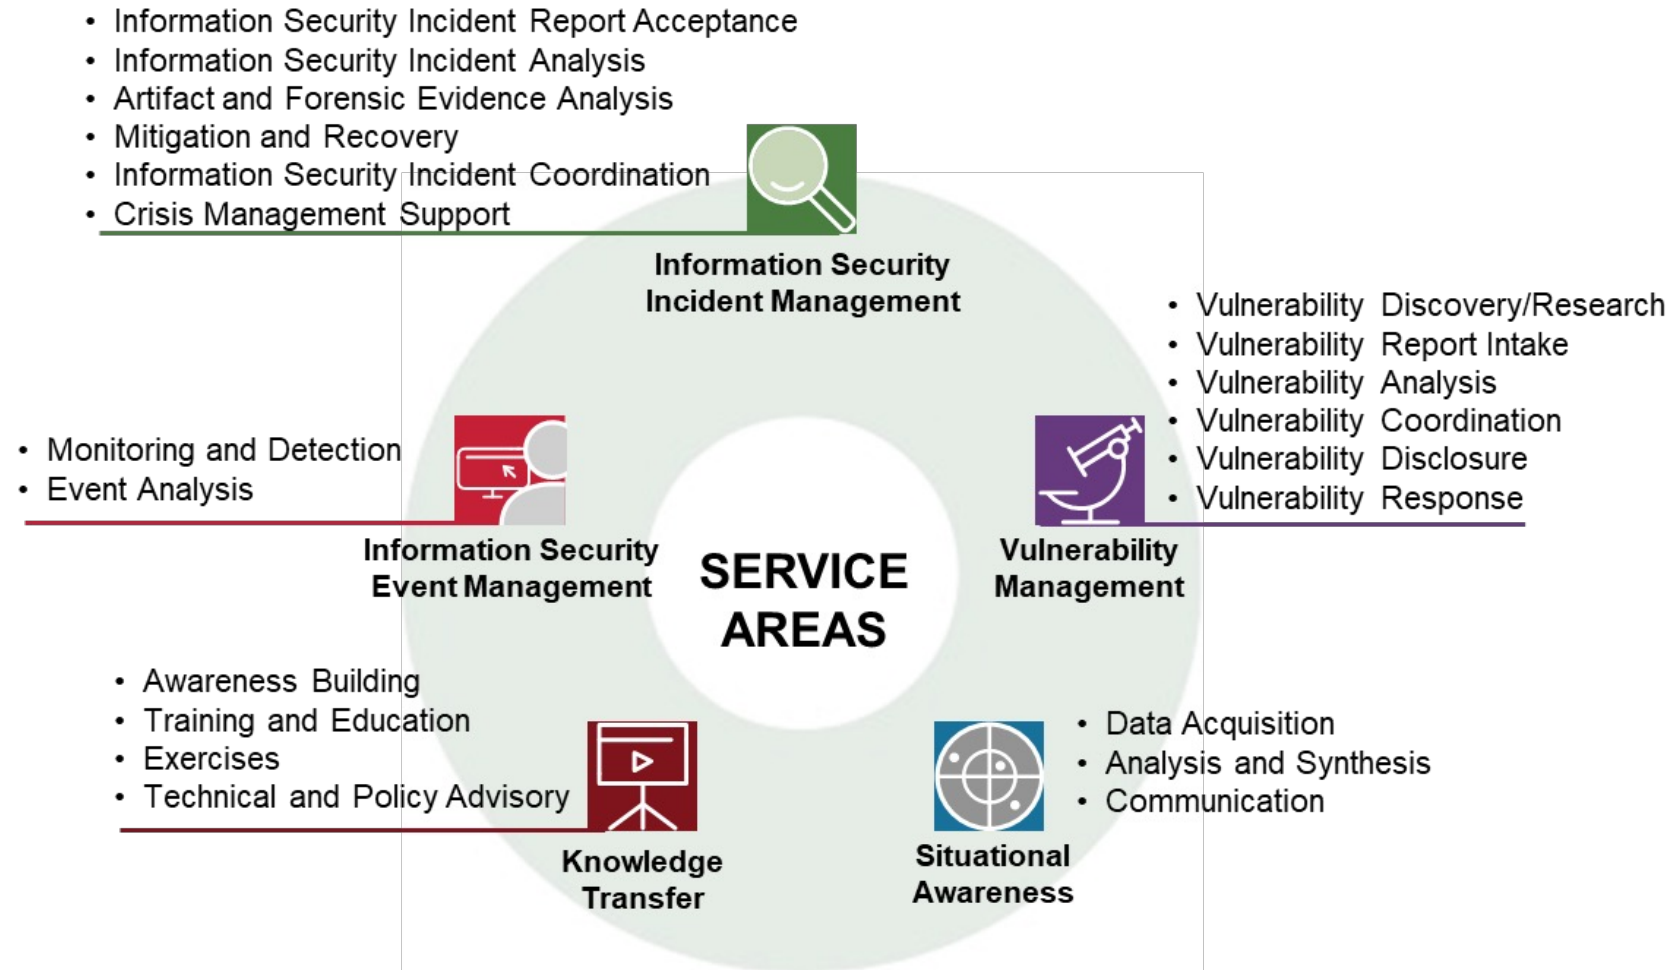 • Information Security Incident Report Acceptance
• Information Security Incident Analysis
• Artifact and Forensic Evidence Analysis
• Mitigation and Recovery
• Information Security Incident Coordination
• Crisis Management Support
Information Security
Incident Management
• Vulnerability Discovery/Research
• Vulnerability Report Intake
• Vulnerability Analysis
• Vulnerability Coordination
• Vulnerability Disclosure
• Vulnerability Response
Vulnerability
Management
• Monitoring and Detection
• Event Analysis
Information Security
Event Management
SERVICE
AREAS
• Awareness Building
• Training and Education
• Exercises
• Technical and Policy Advisory
Knowledge
Transfer
• Data Acquisition
• Analysis and Synthesis
• Communication
Situational
Awareness